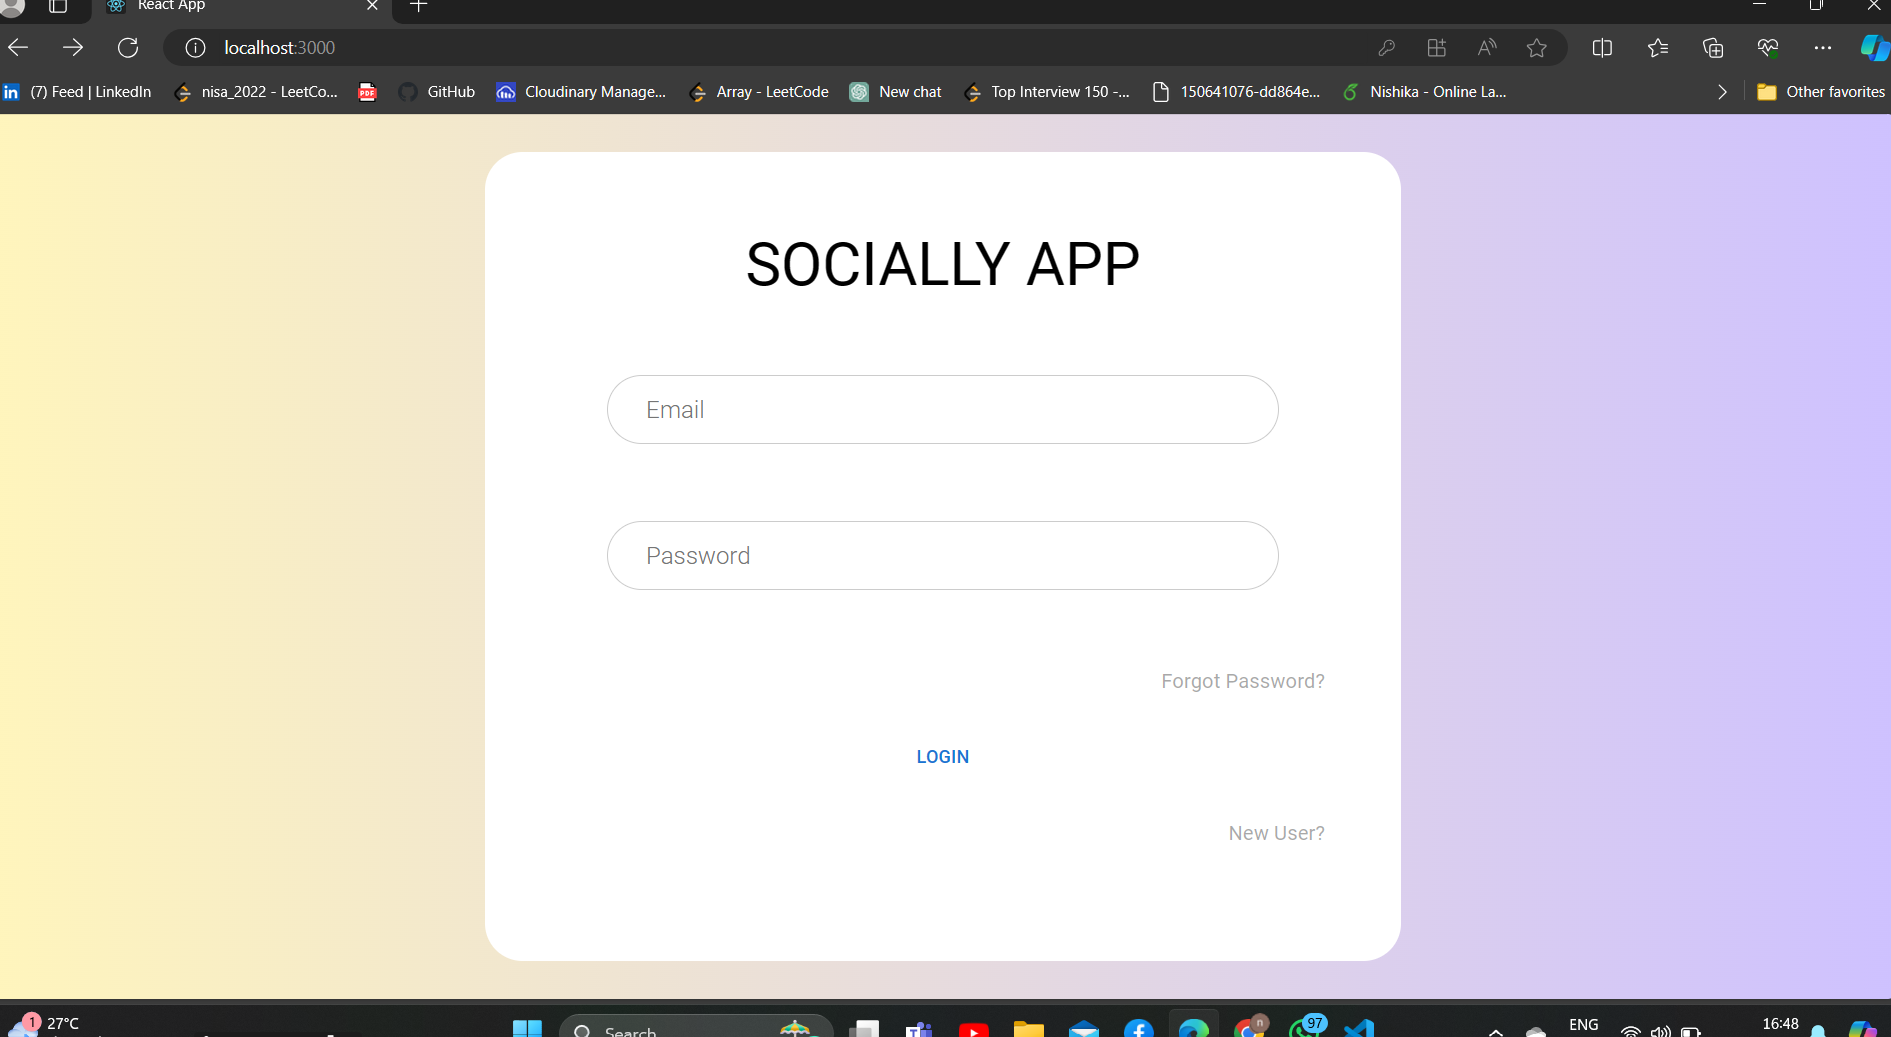 React App
localhost:3000
(7) Feed | LinkedIn
nisa_2022 - LeetCo...
PDF
GitHub
Cloudinary Manage...
Array - LeetCode
New chat
Top Interview 150 -...
150641076-dd864e...
Nishika - Online La...
Other favorites
SOCIALLY APP
Email
Password
Forgot Password?
LOGIN
New User?
1
27°C
Search
n
97
ENG
16:48